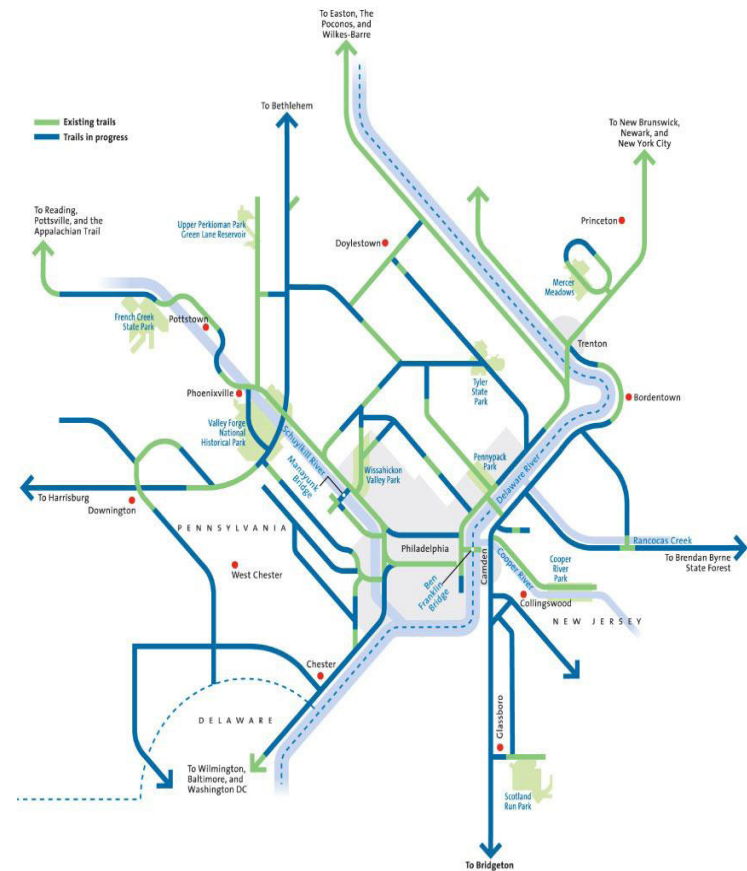 To Easton, The
Poconos, and
Wilkes-Barre
To Bethlehem
Existing trails
Trails in progress
To New Brunswick,
Newark, and
New York City
To Reading,
Pottsville, and the
Appalachian Trail
Upper Perkioman Park
Green Lane Reservoir
Doylestown
Princeton
Mercer
Meadows
French Creek
State Park
Pottstown
Trenton
Phoenixville
Tyler
State
Park
Bordentown
Valley Forge
National
Historical Park
Schuylkill River
Manayunk
Bridge
Wissahickon
Valley Park
Pennypack
Park
Delaware River
To Harrisburg
Downington
PENNSYLVANIA
Philadelphia
Camden
Rancocas Creek
To Brendan Byrne
State Forest
West Chester
Ben
Franklin
Bridge
Cooper River
Cooper
River
Park
Collingswood
NEW JERSEY
Chester
DELAWARE
Glassboro
To Wilmington,
Baltimore, and
Washington DC
Scotland
Run Park
To Bridgeton